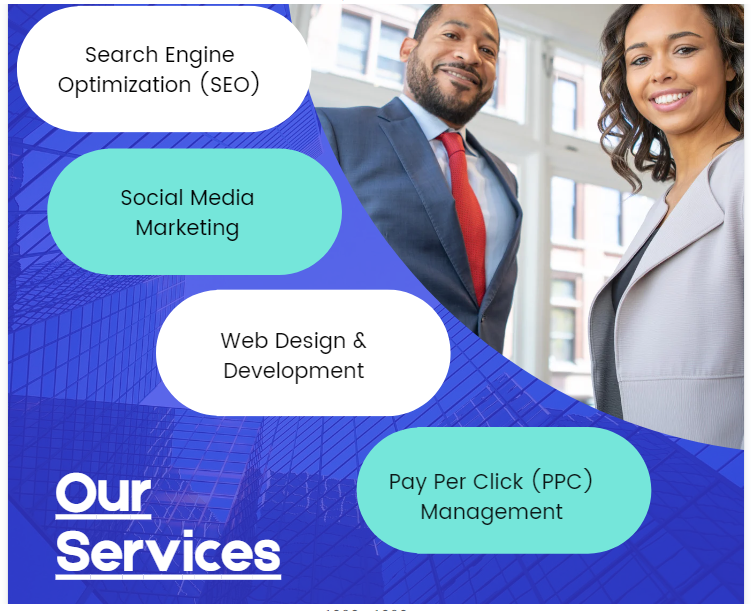 Search Engine
Optimization (SEO)
Social Media
Marketing
Web Design &
Development
Pay Per Click (PPC)
Management
Our
Services